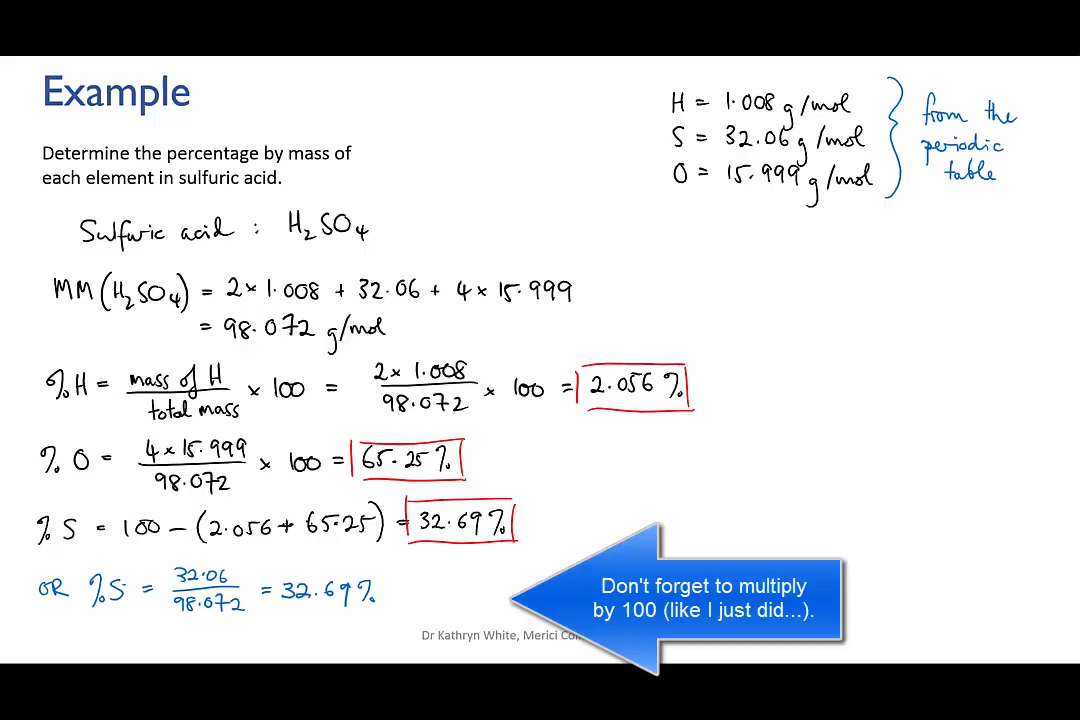 Example
H = 1.008 g/mol
S = 32.06 g/mol
O = 15.999 g/mol
from the
periodic
table
Determine the percentage by mass of
each element in sulfuric acid.
Sulfuric acid : H₂SO₄
MM(H₂SO₄) = 2 × 1.008 + 32.06 + 4 × 15.999
= 98.072 g/mol
%H = mass of H / total mass × 100 = 2 × 1.008 / 98.072 × 100 = 2.056 %
% O = 4 × 15.999 / 98.072 × 100 = 65.25 %
% S = 100 − (2.056 + 65.25) = 32.69 %
OR %S = 32.06 / 98.072 = 32.69 %
Don't forget to multiply
by 100 (like I just did...).
Dr Kathryn White, Merici